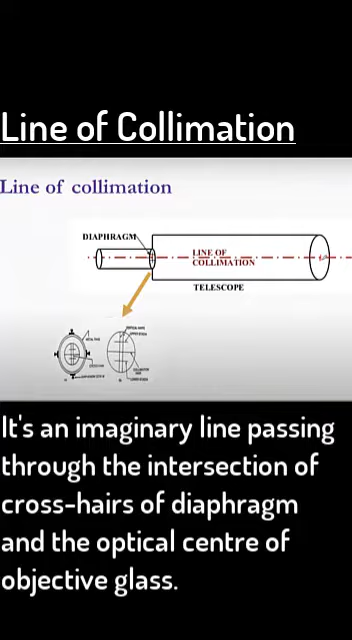 Line of Collimation
Line of collimation
DIAPHRAGM
LINE OF
COLLIMATION
TELESCOPE
It's an imaginary line passing
through the intersection of
cross-hairs of diaphragm
and the optical centre of
objective glass.